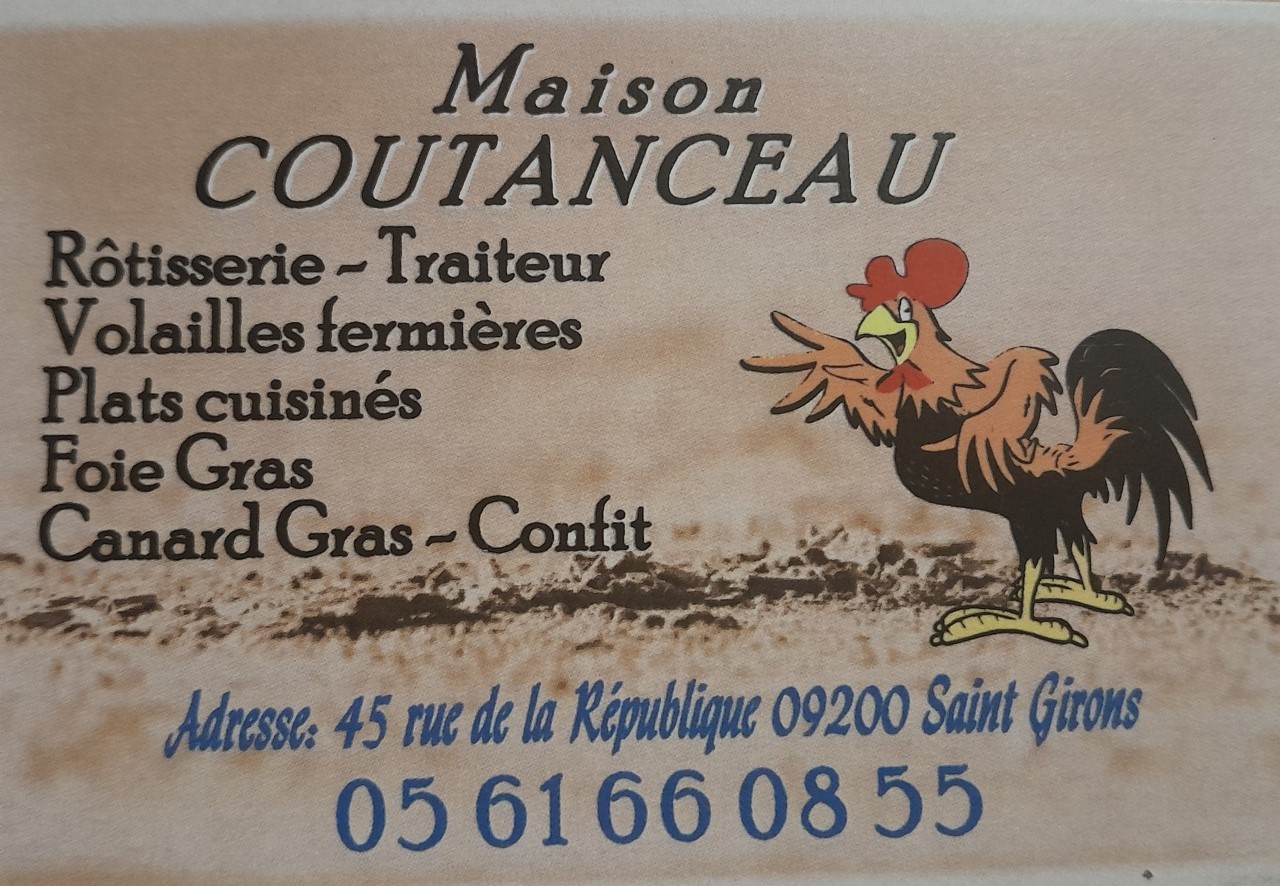 Maison
COUTANCEAU
Rôtisserie ~ Traiteur
Volailles fermières
Plats cuisinés
Foie Gras
Canard Gras ~ Confit
Adresse: 45 rue de la République 09200 Saint Girons
05 61 66 08 55